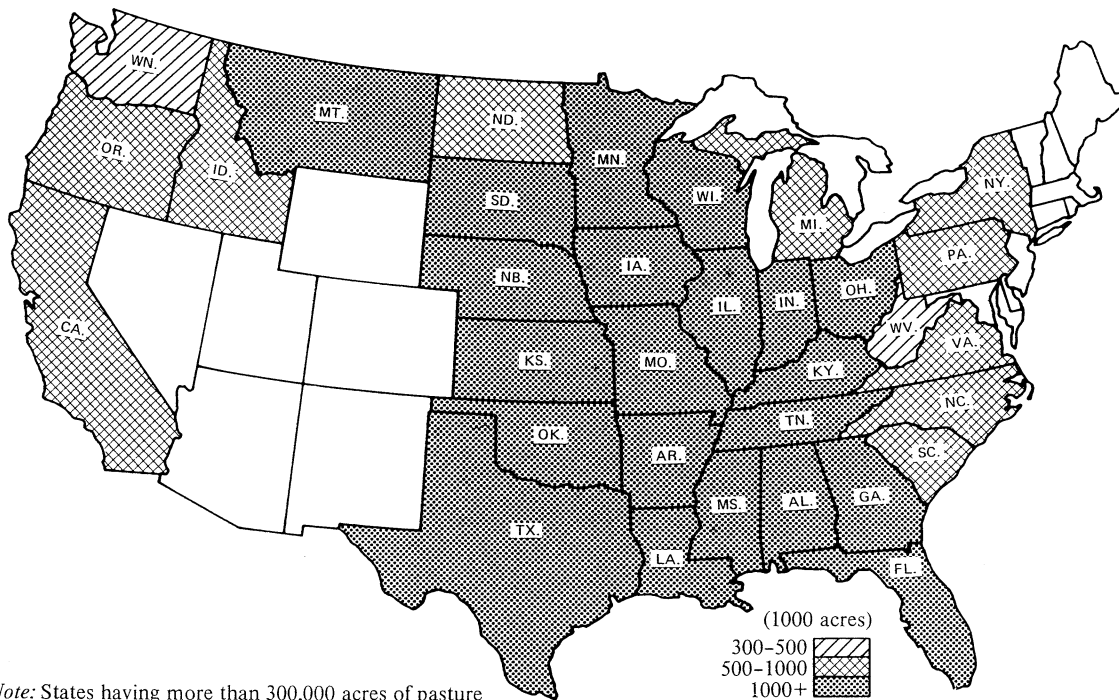 WN.
MT.
ND.
OR.
ID.
MN.
SD.
WI.
NY.
MI.
IA.
PA.
NB.
OH.
IL.
IN.
CA.
WV.
VA.
KS.
MO.
KY.
NC.
TN.
OK.
AR.
SC.
MS.
AL.
GA.
TX.
LA.
FL.
(1000 acres)
300-500
500-1000
1000+
Note: States having more than 300,000 acres of pasture